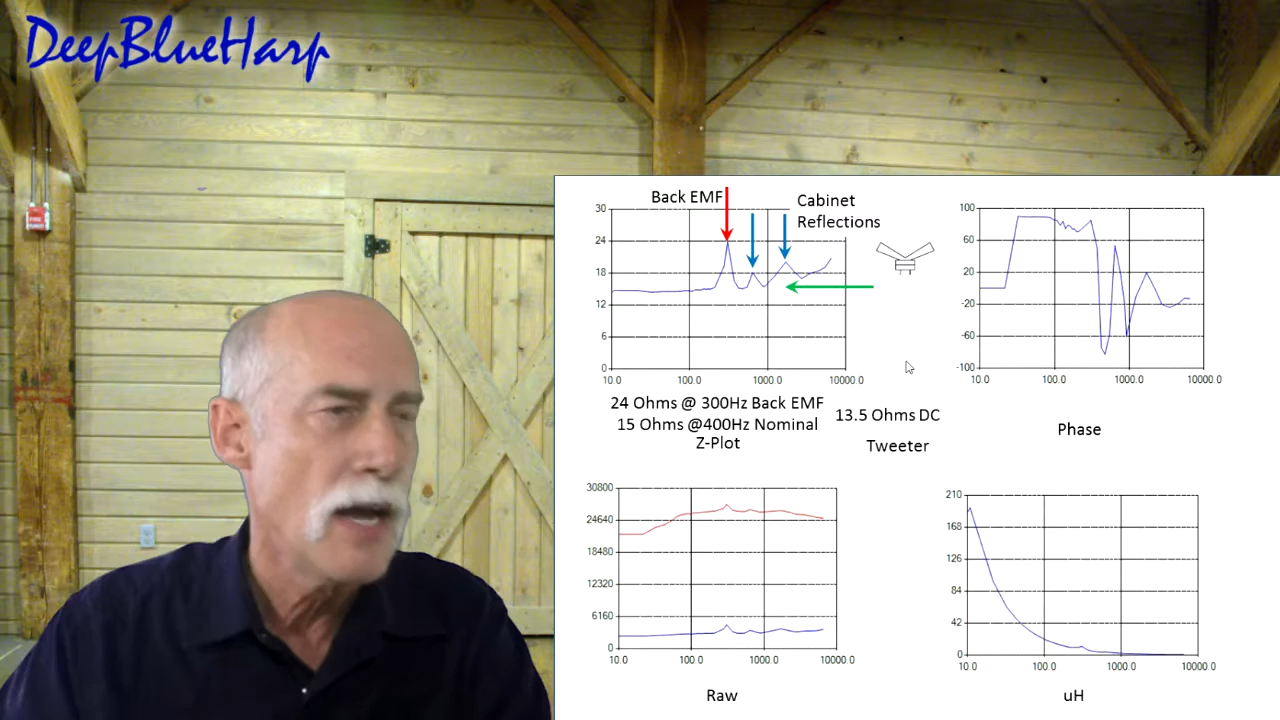 DeepBlueHarp
Back EMF
Cabinet
Reflections
30
24
18
12
6
0
10.0 100.0 1000.0 10000.0
24 Ohms @ 300Hz Back EMF
15 Ohms @400Hz Nominal
Z-Plot
13.5 Ohms DC
Tweeter
100
60
20
-20
-60
-100
10.0 100.0 1000.0 10000.0
Phase
30800
24640
18480
12320
6160
0
10.0 100.0 1000.0 10000.0
Raw
210
168
126
84
42
0
10.0 100.0 1000.0 10000.0
uH